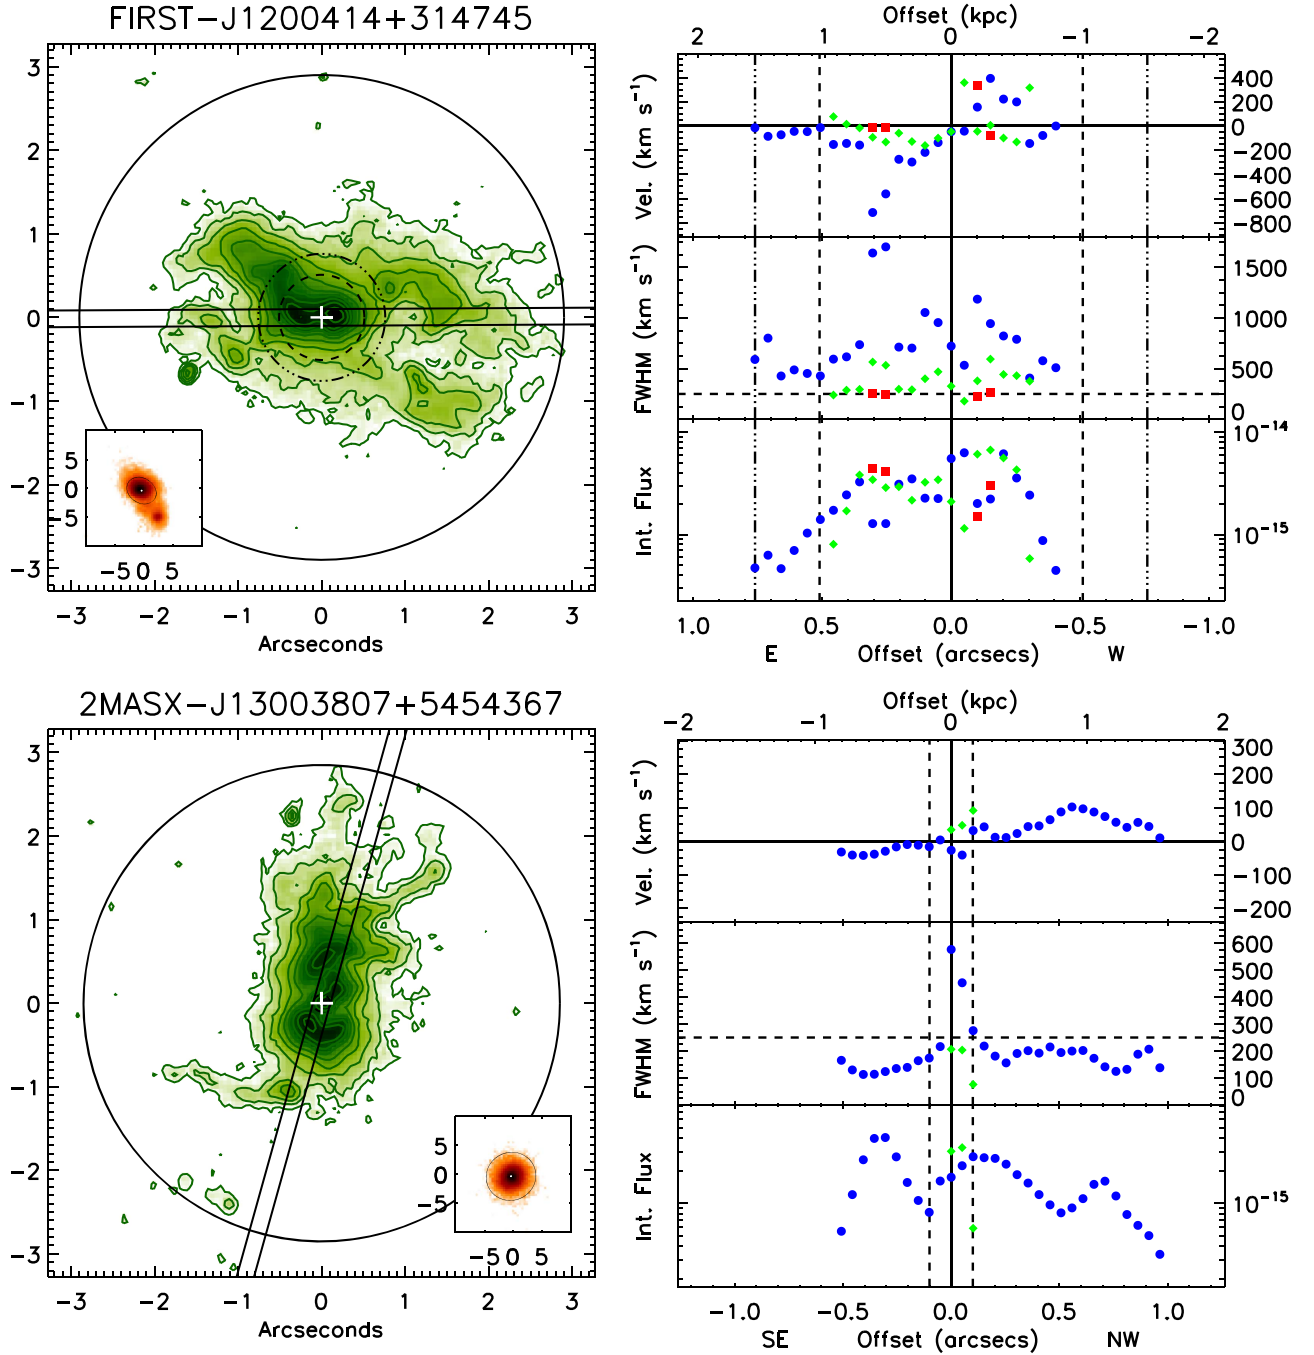 FIRST-J1200414+314745
3
2
1
0
-1
-2
-3
-3 -2 -1 0 1 2 3
Arcseconds
5
0
-5
-5 0 5
Offset (kpc)
2 1 0 -1 -2
Vel. (km s⁻¹)
400
200
0
-200
-400
-600
-800
FWHM (km s⁻¹)
1500
1000
500
0
Int. Flux
10⁻¹⁴
10⁻¹⁵
1.0 0.5 0.0 -0.5 -1.0
E Offset (arcsecs) W
2MASX-J13003807+5454367
3
2
1
0
-1
-2
-3
-3 -2 -1 0 1 2 3
Arcseconds
5
0
-5
-5 0 5
Offset (kpc)
-2 -1 0 1 2
Vel. (km s⁻¹)
300
200
100
0
-100
-200
FWHM (km s⁻¹)
600
500
400
300
200
100
0
Int. Flux
10⁻¹⁵
-1.0 -0.5 0.0 0.5 1.0
SE Offset (arcsecs) NW